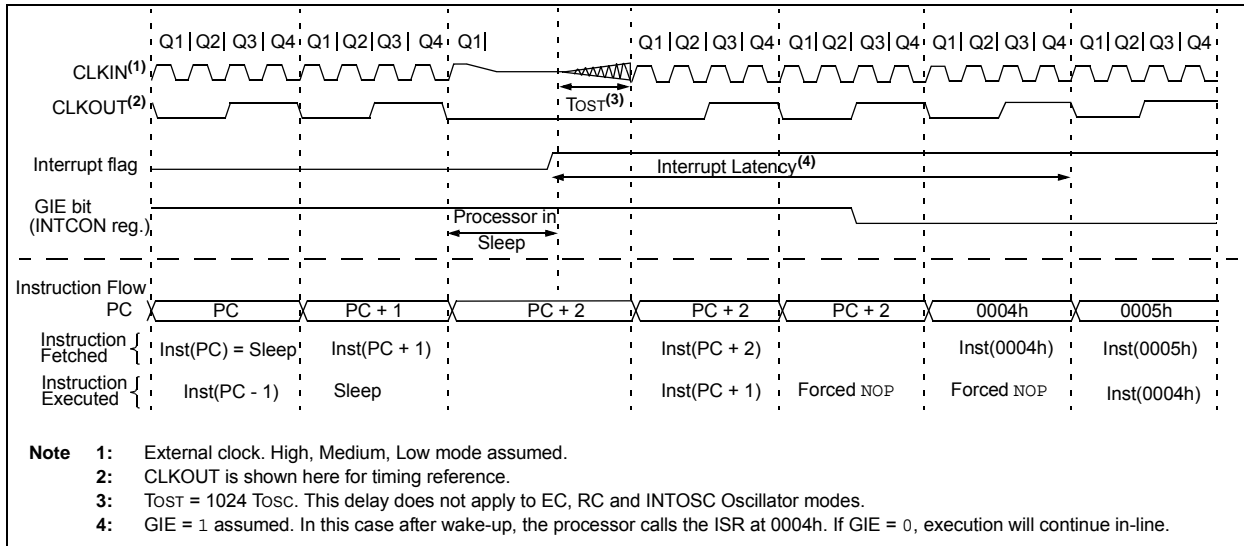 Q1| Q2| Q3| Q4 Q1| Q2| Q3| Q4 Q1| Q1| Q2| Q3| Q4 Q1| Q2| Q3| Q4 Q1| Q2| Q3| Q4 Q1| Q2| Q3| Q4
CLKIN(1)
CLKOUT(2)
TOST(3)
Interrupt flag
Interrupt Latency(4)
GIE bit
(INTCON reg.)
Processor in
Sleep
Instruction Flow
PC PC PC + 1 PC + 2 PC + 2 PC + 2 0004h 0005h
Instruction
Fetched
Inst(PC) = Sleep Inst(PC + 1) Inst(PC + 2) Inst(0004h) Inst(0005h)
Instruction
Executed
Inst(PC - 1) Sleep Inst(PC + 1) Forced NOP Forced NOP Inst(0004h)
Note 1: External clock. High, Medium, Low mode assumed.
2: CLKOUT is shown here for timing reference.
3: TOST = 1024 TOSC. This delay does not apply to EC, RC and INTOSC Oscillator modes.
4: GIE = 1 assumed. In this case after wake-up, the processor calls the ISR at 0004h. If GIE = 0, execution will continue in-line.